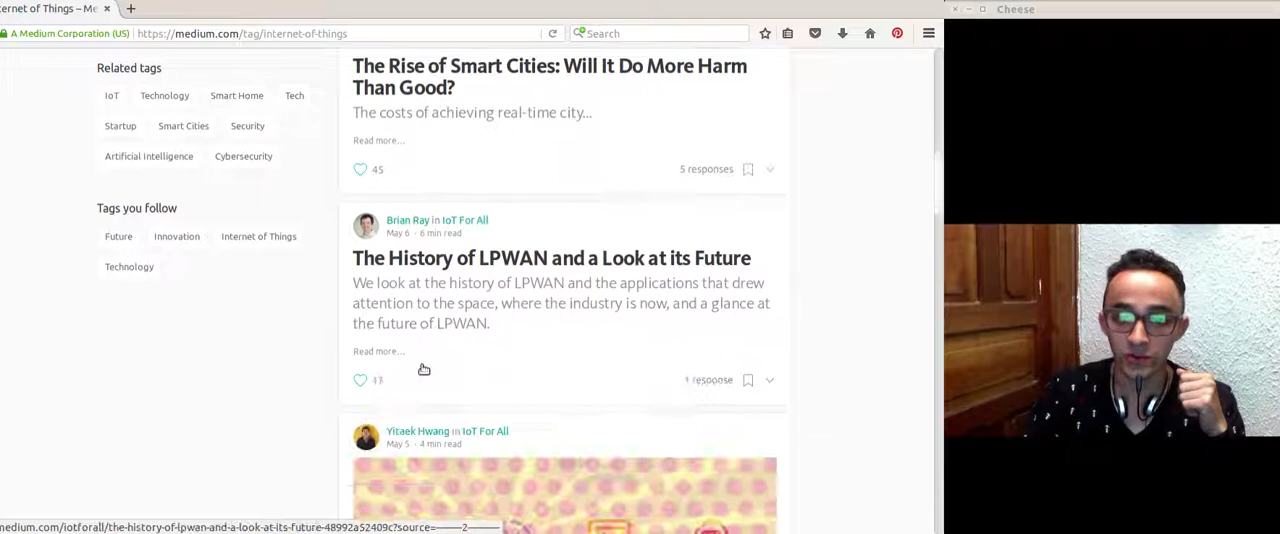 ternet of Things – Me
Cheese
A Medium Corporation (US)
https://medium.com/tag/internet-of-things
Search
Related tags
IoT Technology Smart Home Tech
Startup Smart Cities Security
Artificial Intelligence Cybersecurity
Tags you follow
Future Innovation Internet of Things
Technology
The Rise of Smart Cities: Will It Do More Harm
Than Good?
The costs of achieving real-time city...
Read more...
45
5 responses
Brian Ray in IoT For All
May 6 · 6 min read
The History of LPWAN and a Look at its Future
We look at the history of LPWAN and the applications that drew
attention to the space, where the industry is now, and a glance at
the future of LPWAN.
Read more...
1 response
Yitaek Hwang in IoT For All
May 5 · 4 min read
medium.com/iotforall/the-history-of-lpwan-and-a-look-at-its-future-48992a52409c?source=———2———